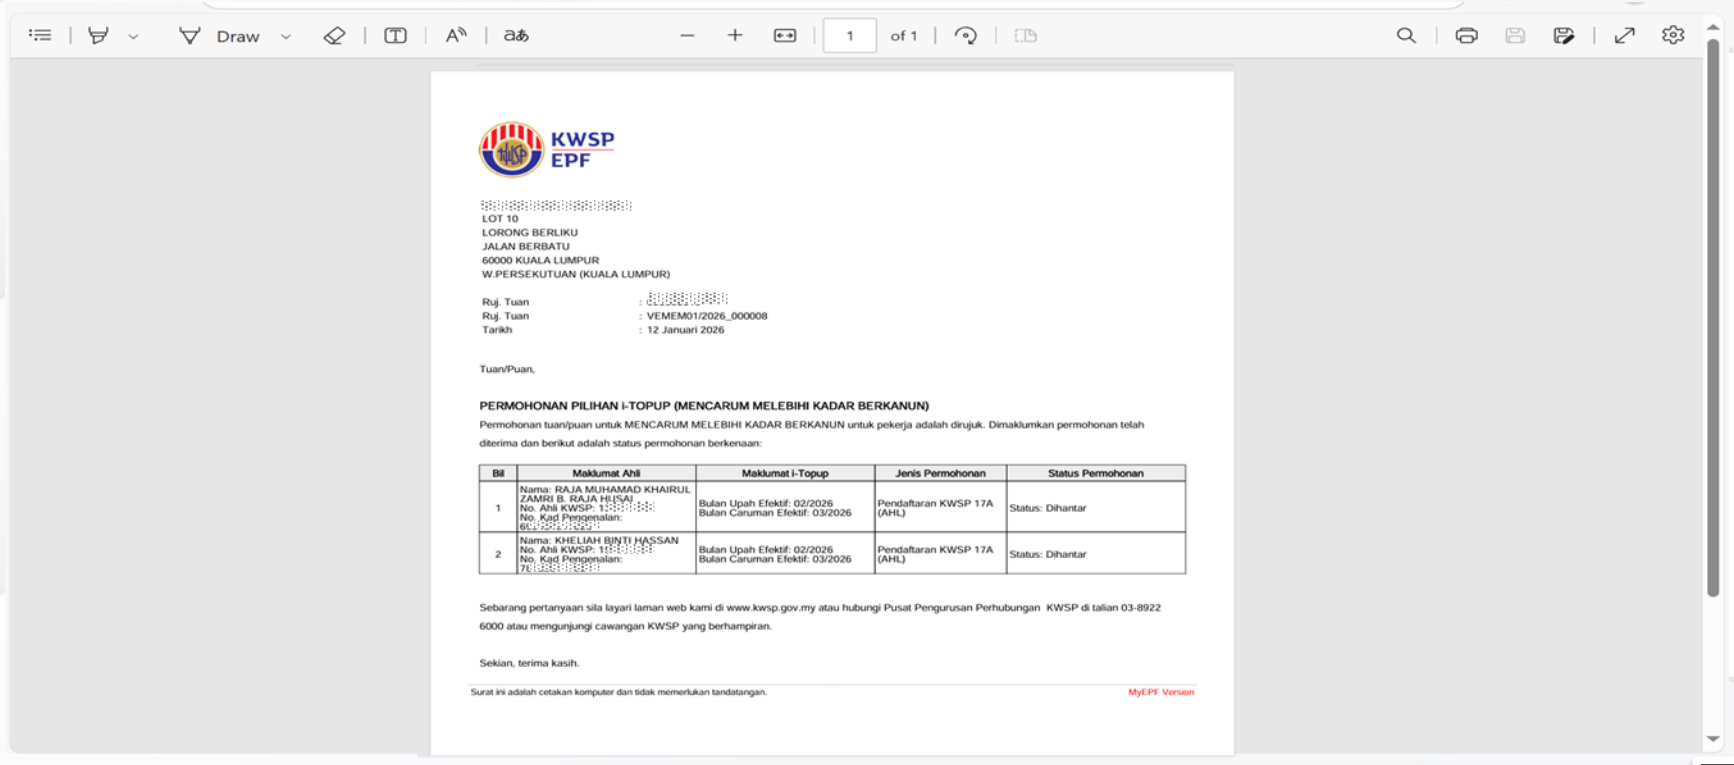 Draw
aあ
1 of 1
KWSP
EPF
LOT 10
LORONG BERLIKU
JALAN BERBATU
60000 KUALA LUMPUR
W.PERSEKUTUAN (KUALA LUMPUR)
Ruj. Tuan :
Ruj. Tuan : VEMEM01/2026_000008
Tarikh : 12 Januari 2026
Tuan/Puan,
PERMOHONAN PILIHAN i-TOPUP (MENCARUM MELEBIHI KADAR BERKANUN)
Permohonan tuan/puan untuk MENCARUM MELEBIHI KADAR BERKANUN untuk pekerja adalah dirujuk. Dimaklumkan permohonan telah
diterima dan berikut adalah status permohonan berkenaan:
Bil Maklumat Ahli Maklumat i-Topup Jenis Permohonan Status Permohonan
1
Nama: RAJA MUHAMAD KHAIRUL
ZAMRI B. RAJA HUSAI
No. Ahli KWSP:
No. Kad Pengenalan:
Bulan Upah Efektif: 02/2026
Bulan Caruman Efektif: 03/2026
Pendaftaran KWSP 17A
(AHL)
Status: Dihantar
2
Nama: KHELIAH BINTI HASSAN
No. Ahli KWSP:
No. Kad Pengenalan:
Bulan Upah Efektif: 02/2026
Bulan Caruman Efektif: 03/2026
Pendaftaran KWSP 17A
(AHL)
Status: Dihantar
Sebarang pertanyaan sila layari laman web kami di www.kwsp.gov.my atau hubungi Pusat Pengurusan Perhubungan KWSP di talian 03-8922
6000 atau mengunjungi cawangan KWSP yang berhampiran.
Sekian, terima kasih.
Surat ini adalah cetakan komputer dan tidak memerlukan tandatangan.
MyEPF Version